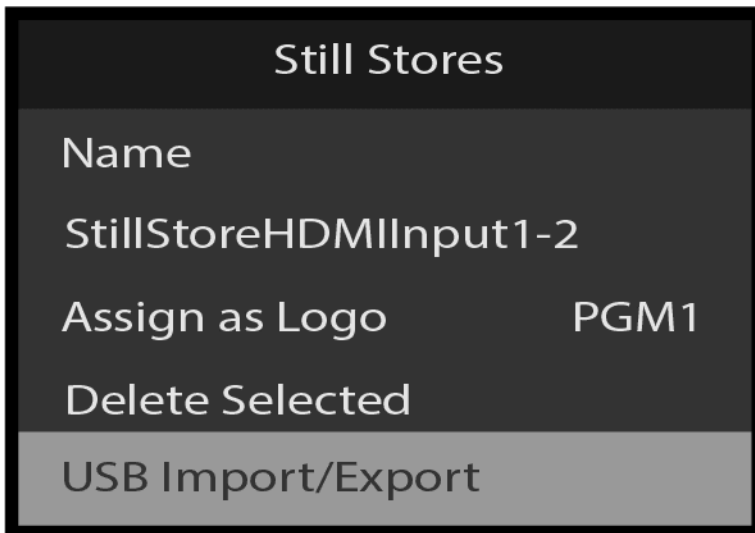 Still Stores
Name
StillStoreHDMIInput1-2
Assign as Logo PGM1
Delete Selected
USB Import/Export